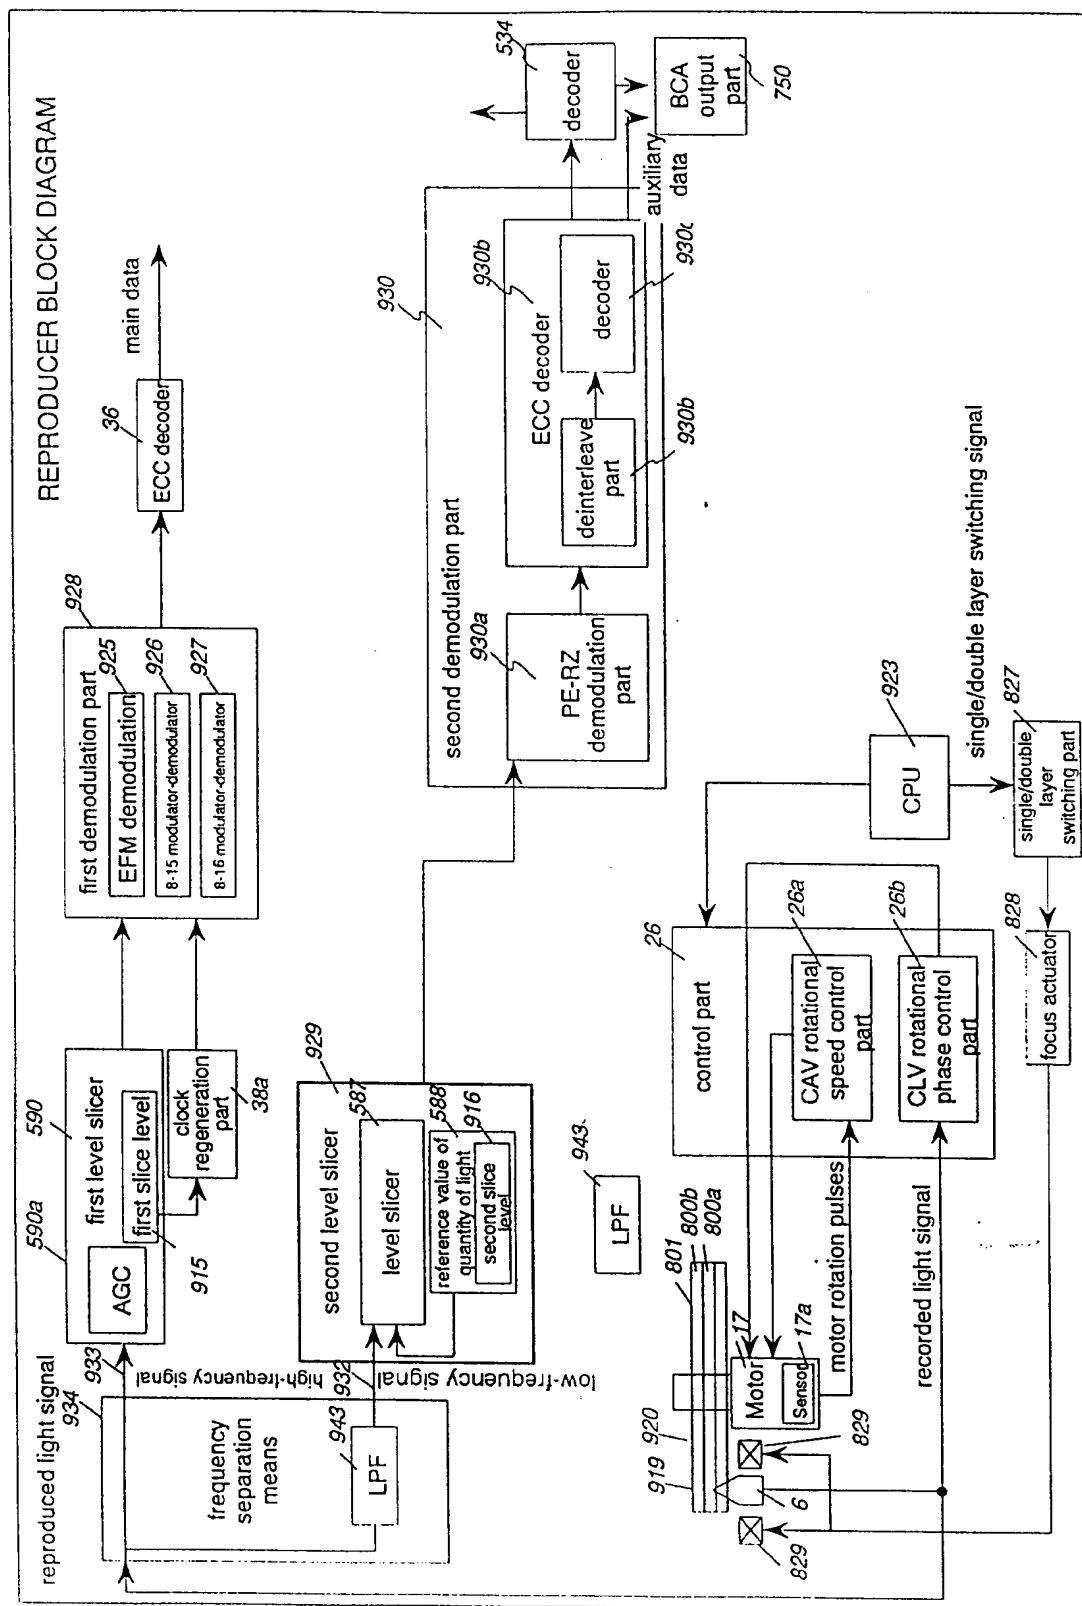 REPRODUCER BLOCK DIAGRAM
reproduced light signal
934
frequency
separation
means
943
LPF
933
high-frequency signal
932
low-frequency signal
590a
590
first level slicer
AGC
first slice level
915
clock
regeneration
part
38a
first demodulation part
928
EFM demodulation
925
8-15 modulator-demodulator
926
8-16 modulator-demodulator
927
36
ECC decoder
main data
second level slicer
929
level slicer
587
reference value of
quantity of light
588
second slice
level
916
second demodulation part
930
930a
PE-RZ
demodulation
part
ECC decoder
930b
deinterleave
part
930b
decoder
930c
auxiliary
data
534
decoder
BCA
output
part
750
943
LPF
919
920
801
800b
800a
Motor
17
Sensor
17a
829
829
6
motor rotation pulses
recorded light signal
26
control part
CAV rotational
speed control
part
26a
CLV rotational
phase control
part
26b
CPU
923
single/double layer switching signal
single/double
layer
switching part
827
focus actuator
828